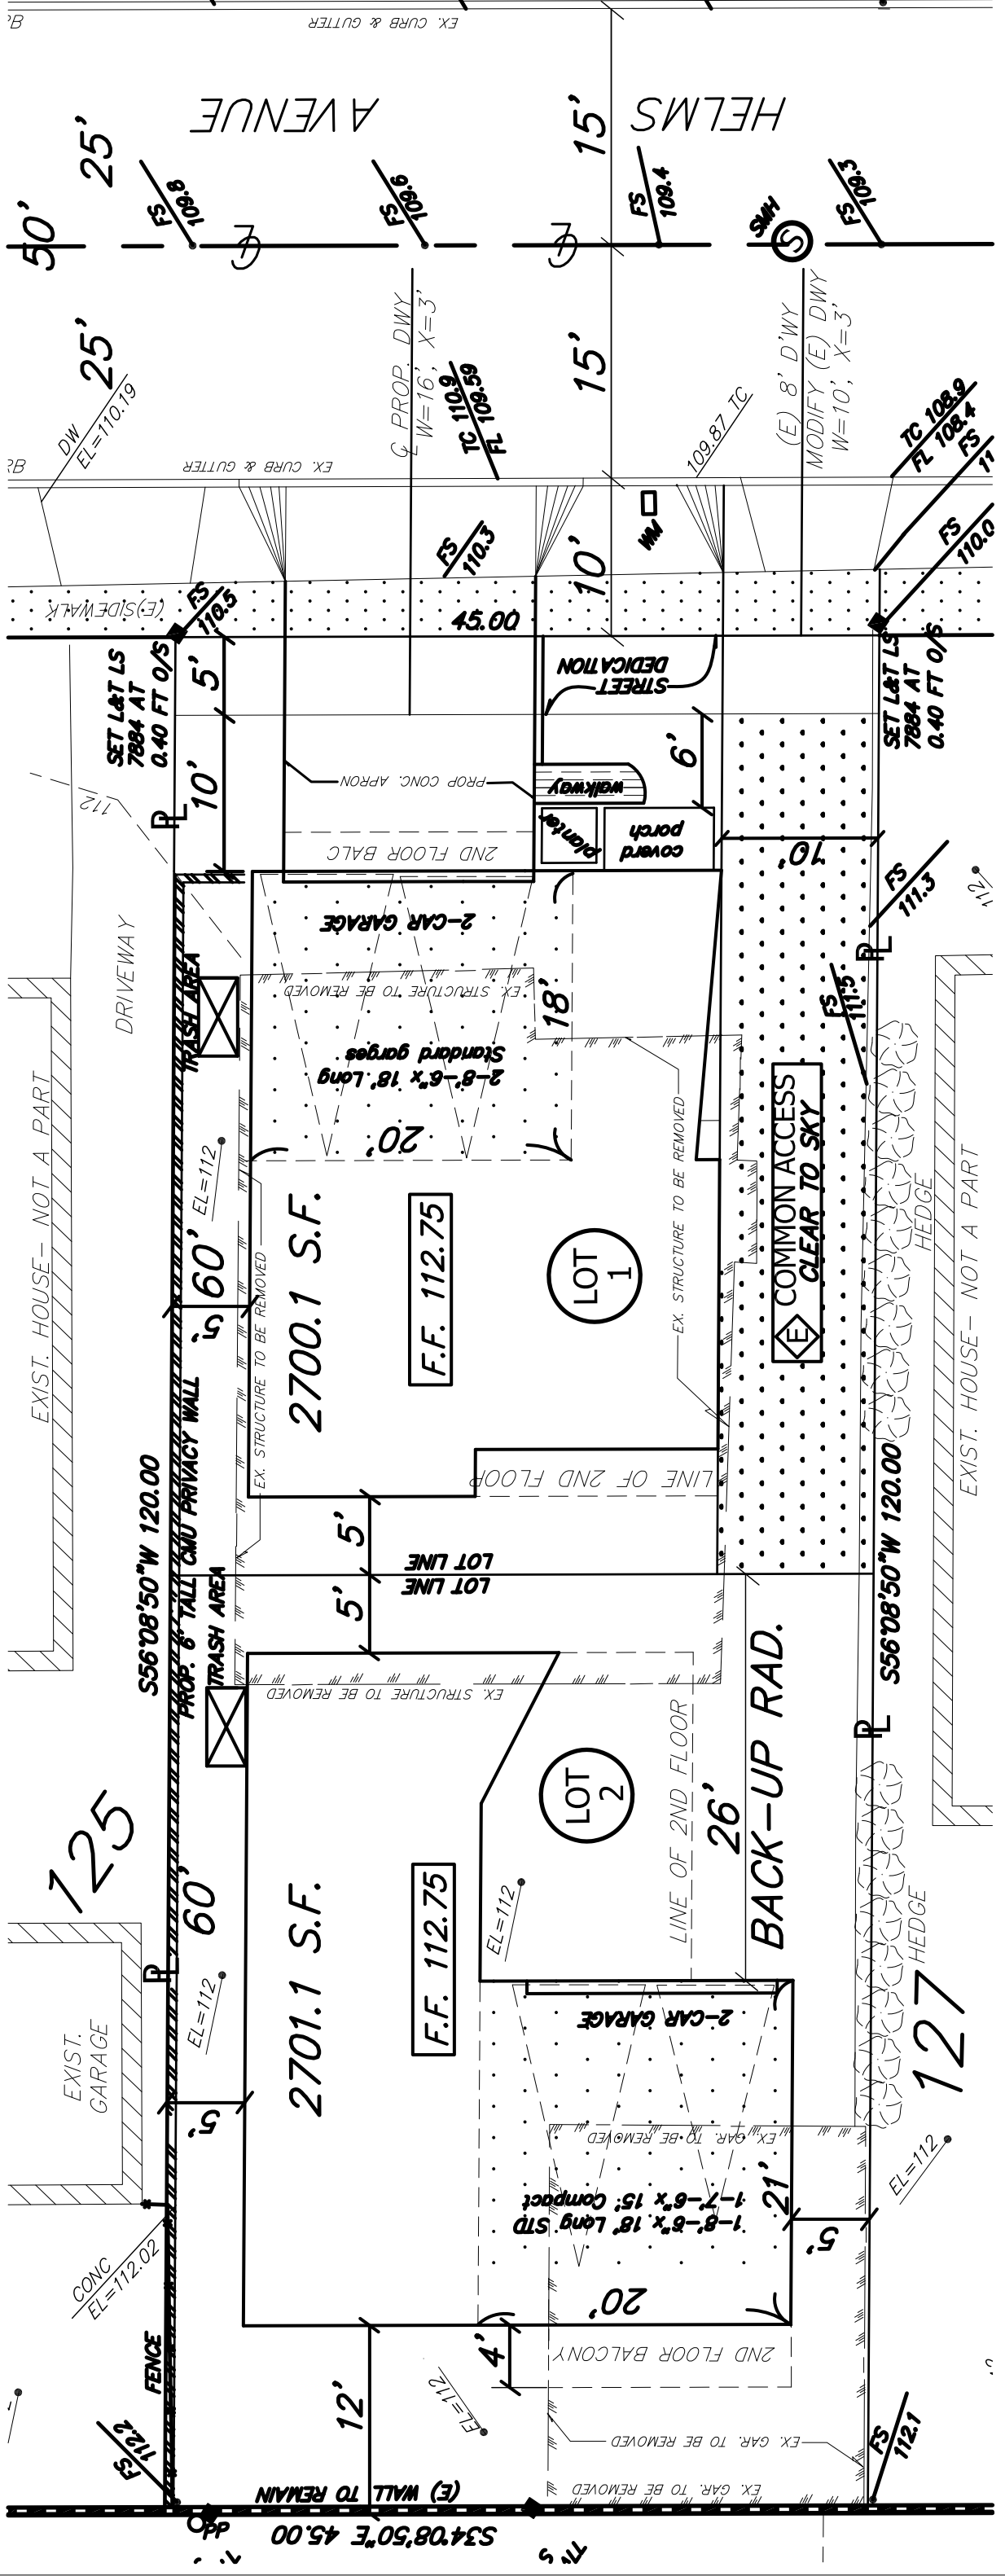 EX. CURB & GUTTER
HELMS AVENUE
50'
25'
25'
15'
15'
FS
109.8
FS
109.6
FS
109.4
FS
109.3
SMH
S
DW
EL=110.19
℄ PROP. DWY
W=16', X=3'
TC 110.9
FL 109.59
109.87 TC
(E) 8' D'WY
MODIFY (E) DWY
W=10', X=3'
TC 108.9
FL 108.4
FS
11
EX. CURB & GUTTER
WM
10'
FS
110.3
FS
110.5
FS
110.0
(E)SIDEWALK
45.00
SET L&T LS
7884 AT
0.40 FT O/S
SET L&T LS
7884 AT
0.40 FT O/S
5'
10'
STREET
DEDICATION
6'
PROP CONC. APRON
walkway
planter
coverd
porch
2ND FLOOR BALC
112
10'
FS
111.3
112
FS
111.5
DRIVEWAY
TRASH AREA
2-CAR GARAGE
EX. STRUCTURE TO BE REMOVED
18'
2-8'-6"x 18' Long
Standard garges
20'
EXIST. HOUSE- NOT A PART
EL=112
60'
5'
2700.1 S.F.
F.F. 112.75
LOT
1
EX. STRUCTURE TO BE REMOVED
EX. STRUCTURE TO BE REMOVED
E
COMMON ACCESS
CLEAR TO SKY
HEDGE
EXIST. HOUSE- NOT A PART
LINE OF 2ND FLOOR
S56°08'50"W 120.00
PROP. 6' TALL CMU PRIVACY WALL
TRASH AREA
5'
5'
LOT LINE
LOT LINE
S56°08'50"W 120.00
EX. STRUCTURE TO BE REMOVED
125
60'
EL=112
5'
2701.1 S.F.
F.F. 112.75
LOT
2
EL=112
LINE OF 2ND FLOOR
26'
BACK-UP RAD.
HEDGE
127
EL=112
EXIST.
GARAGE
2-CAR GARAGE
EX. GAR. TO BE REMOVED
1-8'-6"x 18' Long STD
1-7'-6"x 15' Compact
21'
20'
5'
CONC
EL=112.02
FENCE
12'
4'
2ND FLOOR BALCONY
EL=112
EX. GAR. TO BE REMOVED
EX. GAR. TO BE REMOVED
FS
112.2
FS
112.1
(E) WALL TO REMAIN
S34°08'50"E 45.00
PP